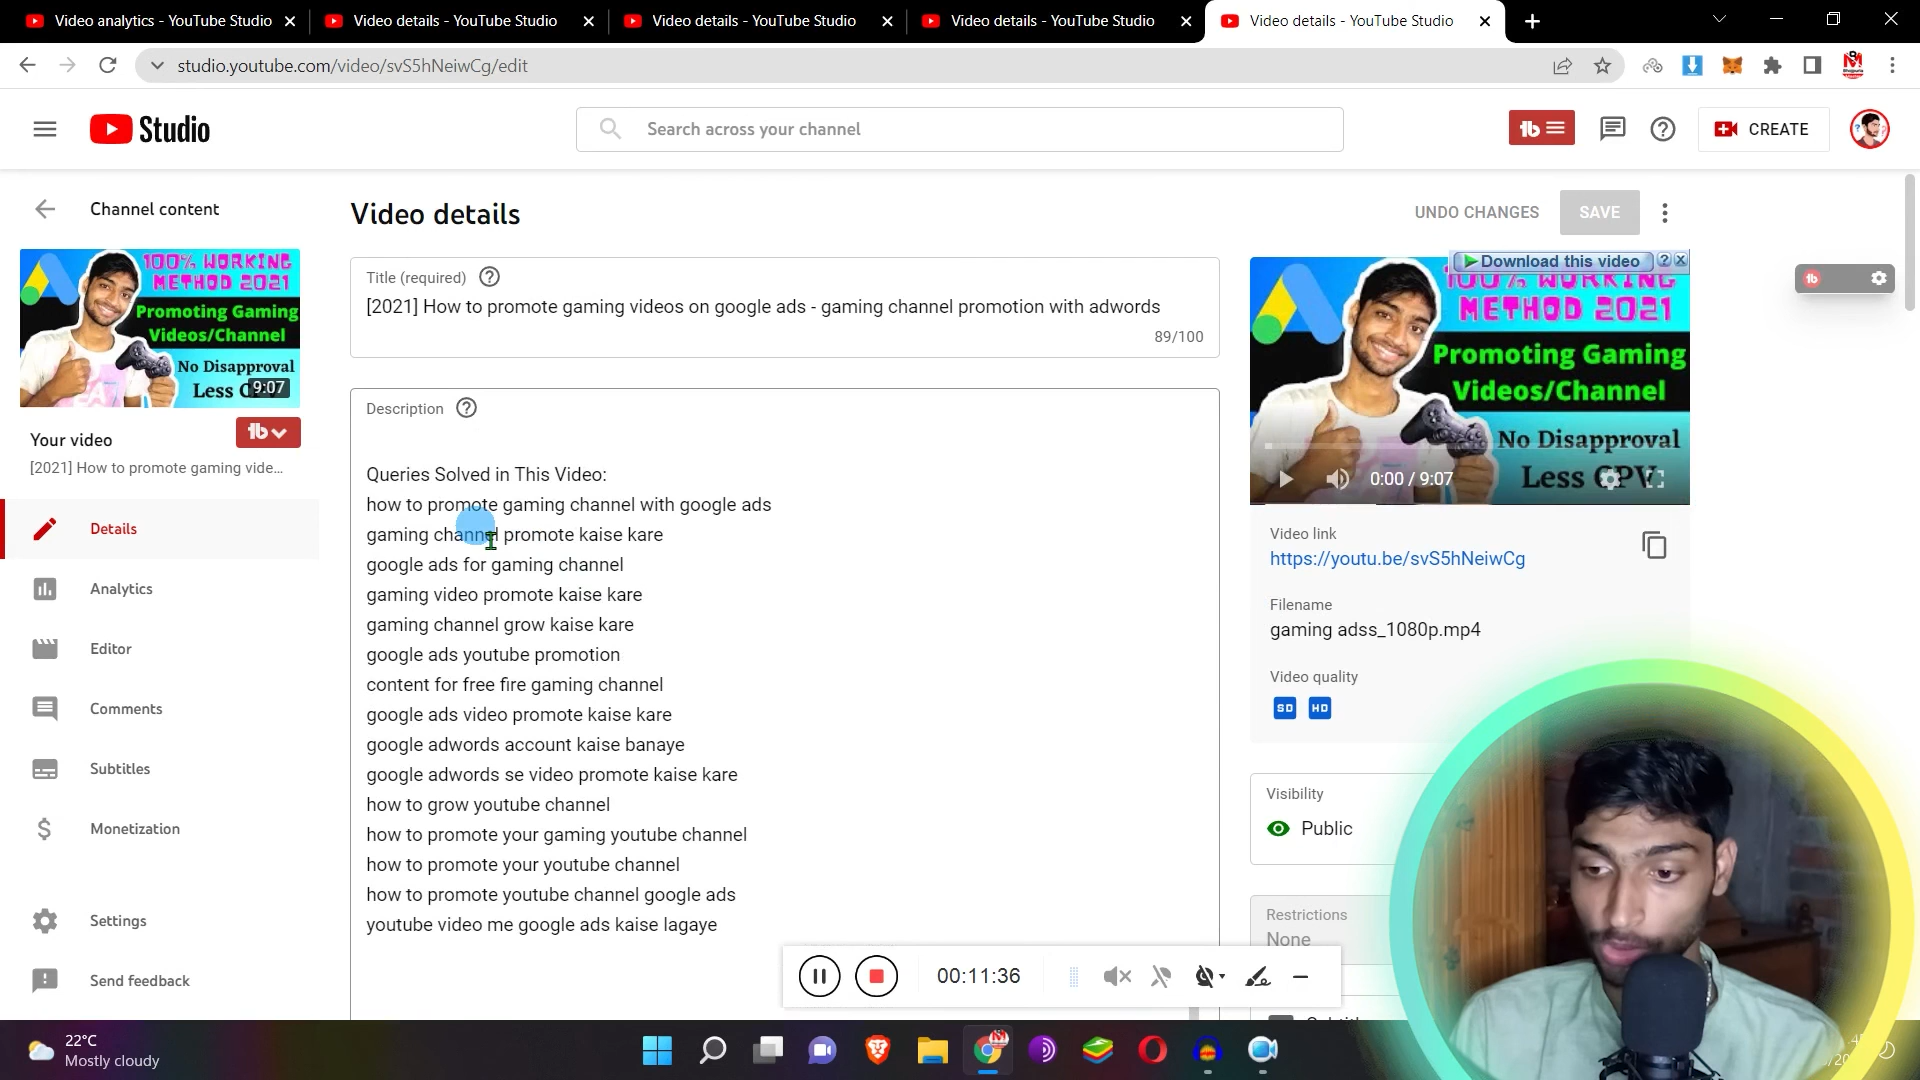 Video analytics - YouTube Studio
Video details - YouTube Studio
Video details - YouTube Studio
Video details - YouTube Studio
Video details - YouTube Studio
studio.youtube.com/video/svS5hNeiwCg/edit
Studio
Search across your channel
CREATE
Channel content
Video details
UNDO CHANGES
SAVE
100% WORKING
METHOD 2021
Promoting Gaming
Videos/Channel
No Disapproval
Less
9:07
Your video
[2021] How to promote gaming vide...
Details
Analytics
Editor
Comments
Subtitles
Monetization
Settings
Send feedback
Title (required)
[2021] How to promote gaming videos on google ads - gaming channel promotion with adwords
89/100
Description
Queries Solved in This Video:
how to promote gaming channel with google ads
gaming channel promote kaise kare
google ads for gaming channel
gaming video promote kaise kare
gaming channel grow kaise kare
google ads youtube promotion
content for free fire gaming channel
google ads video promote kaise kare
google adwords account kaise banaye
google adwords se video promote kaise kare
how to grow youtube channel
how to promote your gaming youtube channel
how to promote your youtube channel
how to promote youtube channel google ads
youtube video me google ads kaise lagaye
Download this video
METHOD 2021
Promoting Gaming
Videos/Channel
No Disapproval
Less CPV
0:00 / 9:07
Video link
https://youtu.be/svS5hNeiwCg
Filename
gaming adss_1080p.mp4
Video quality
SD HD
Visibility
Public
Restrictions
None
00:11:36
22°C
Mostly cloudy